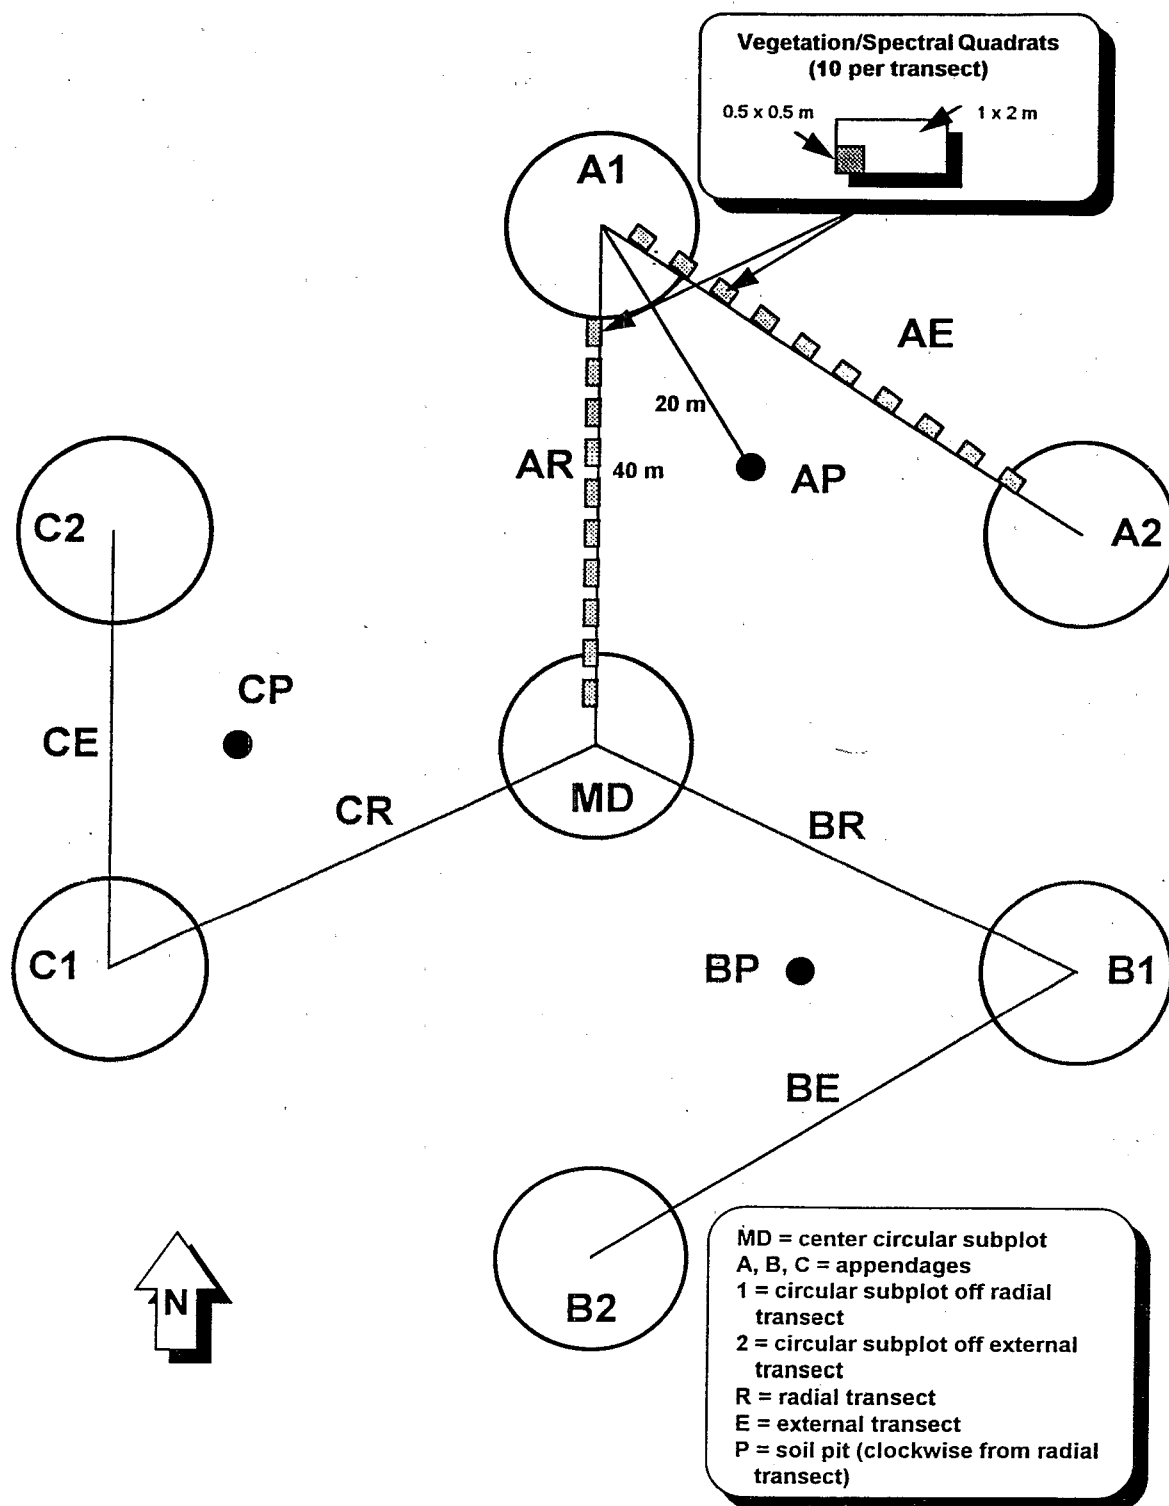 Vegetation/Spectral Quadrats
(10 per transect)
0.5 x 0.5 m
1 x 2 m
A1
AE
20 m
AR
40 m
AP
C2
A2
CP
CE
MD
CR
BR
C1
BP
B1
BE
B2
N
MD = center circular subplot
A, B, C = appendages
1 = circular subplot off radial
transect
2 = circular subplot off external
transect
R = radial transect
E = external transect
P = soil pit (clockwise from radial
transect)